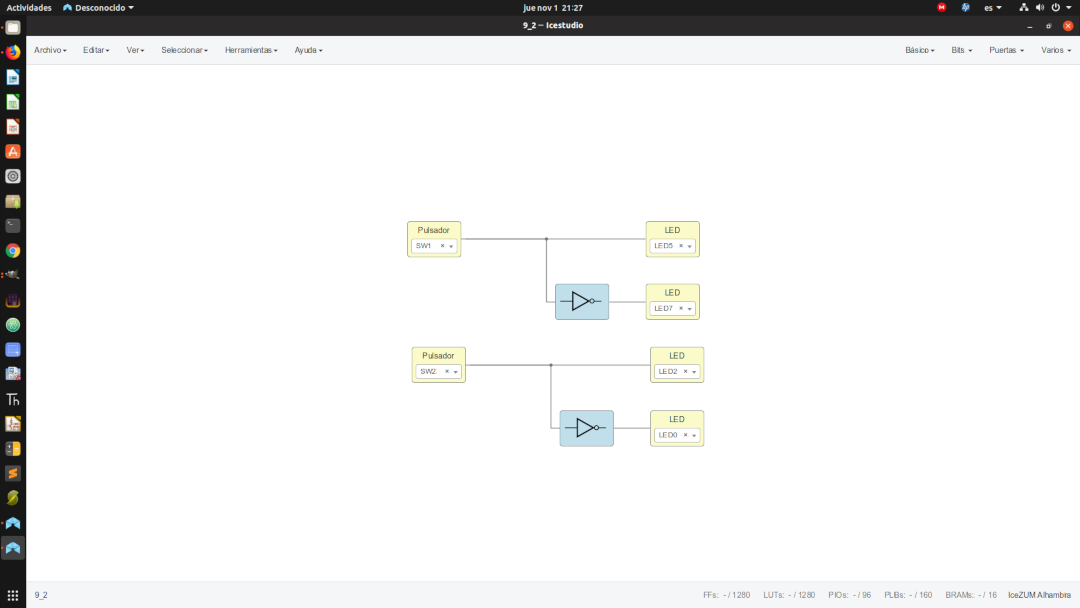 Actividades Desconocido jue nov 1 21:27 es
9_2 — Icestudio
Archivo Editar Ver Seleccionar Herramientas Ayuda Básico Bits Puertas Varios
Pulsador LED
SW1 × LED5 ×
LED
LED7 ×
Pulsador LED
SW2 × LED2 ×
LED
LED0 ×
9_2 FFs: - / 1280 LUTs: - / 1280 PIOs: - / 96 PLBs: - / 160 BRAMs: - / 16 IceZUM Alhambra